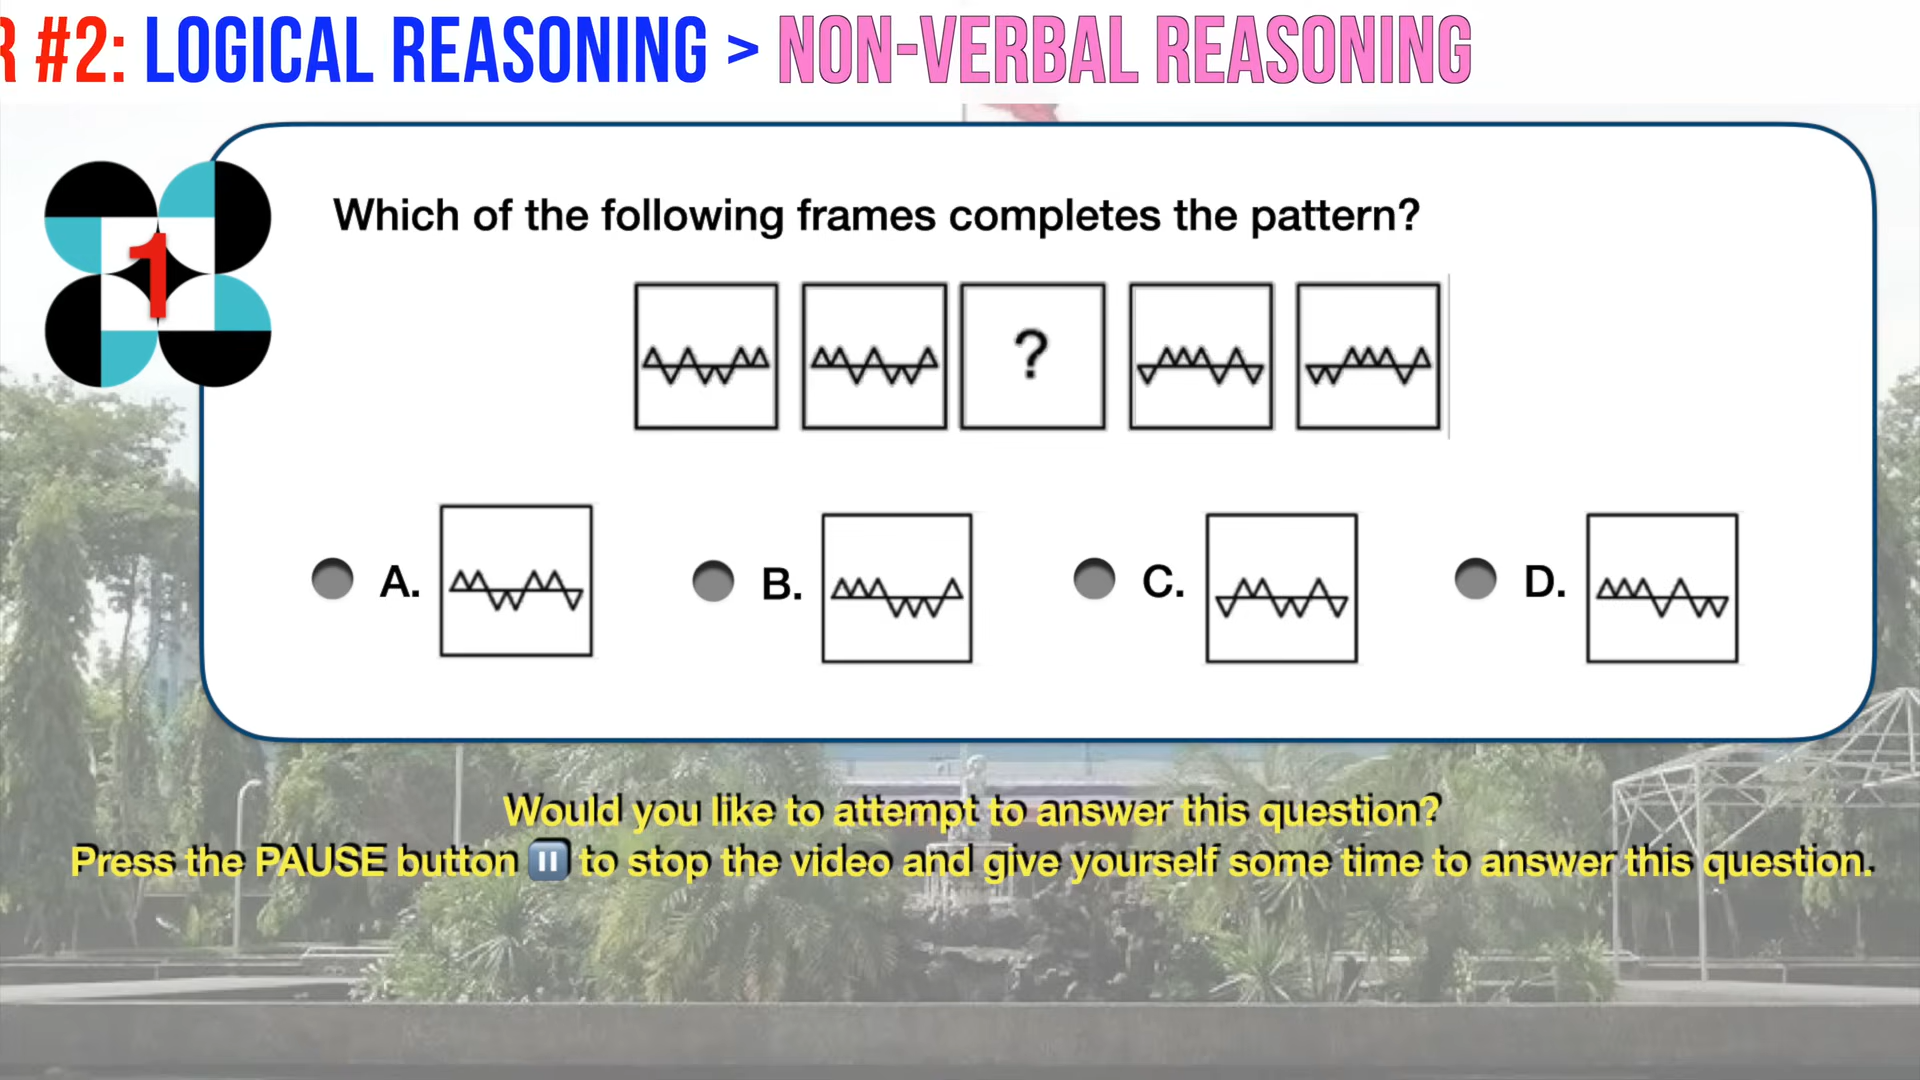 R #2: LOGICAL REASONING > NON-VERBAL REASONING
1
Which of the following frames completes the pattern?
?
A.
B.
C.
D.
Would you like to attempt to answer this question?
Press the PAUSE button ⏸ to stop the video and give yourself some time to answer this question.